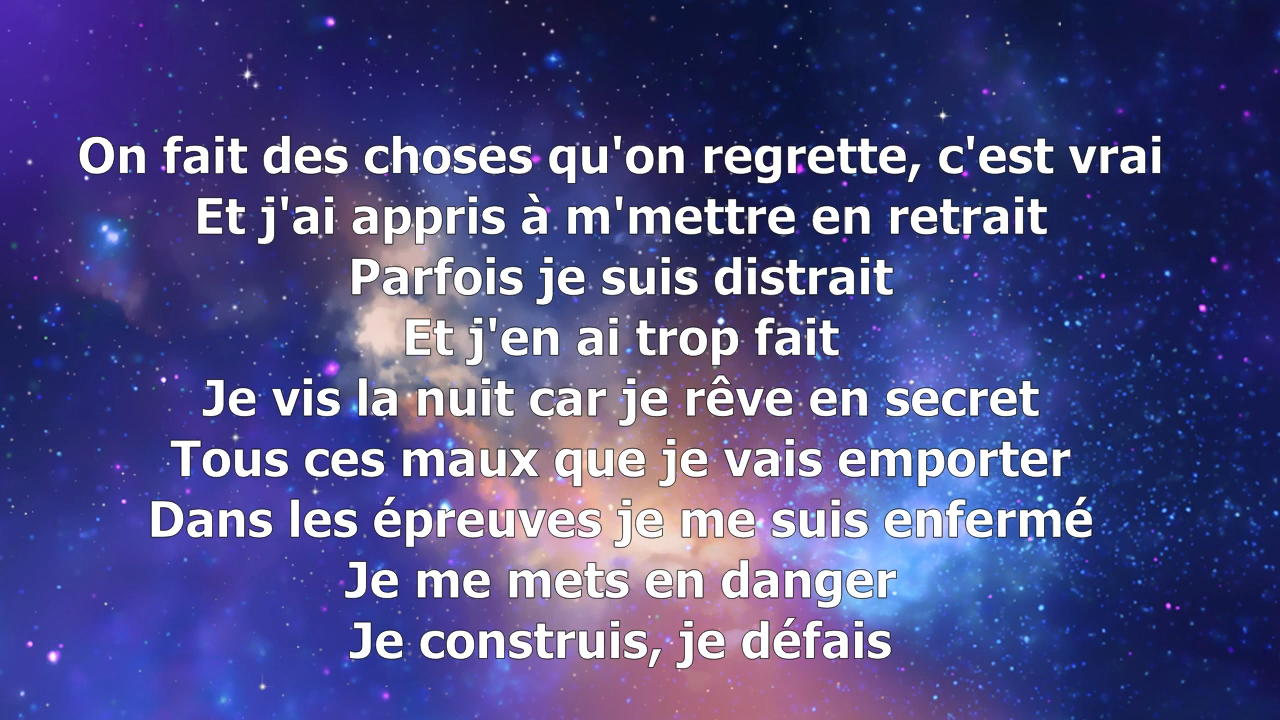 On fait des choses qu'on regrette, c'est vrai
Et j'ai appris à m'mettre en retrait
Parfois je suis distrait
Et j'en ai trop fait
Je vis la nuit car je rêve en secret
Tous ces maux que je vais emporter
Dans les épreuves je me suis enfermé
Je me mets en danger
Je construis, je défais